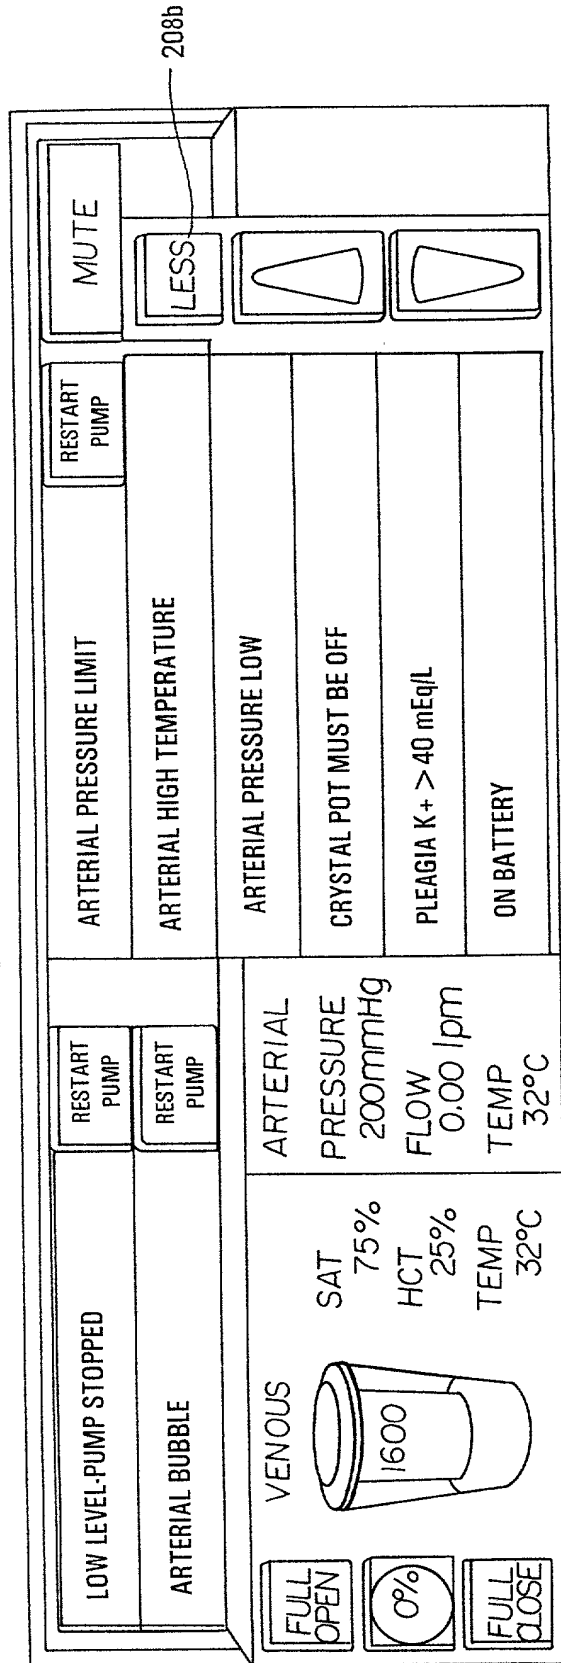 208b
LOW LEVEL-PUMP STOPPED
RESTART
PUMP
ARTERIAL BUBBLE
RESTART
PUMP
ARTERIAL PRESSURE LIMIT
RESTART
PUMP
MUTE
ARTERIAL HIGH TEMPERATURE
LESS
ARTERIAL PRESSURE LOW
CRYSTAL POT MUST BE OFF
PLEAGIA K+ > 40 mEq/L
ON BATTERY
FULL
OPEN
0%
FULL
CLOSE
VENOUS
1600
SAT
75%
HCT
25%
TEMP
32°C
ARTERIAL
PRESSURE
200mmHg
FLOW
0.00 lpm
TEMP
32°C